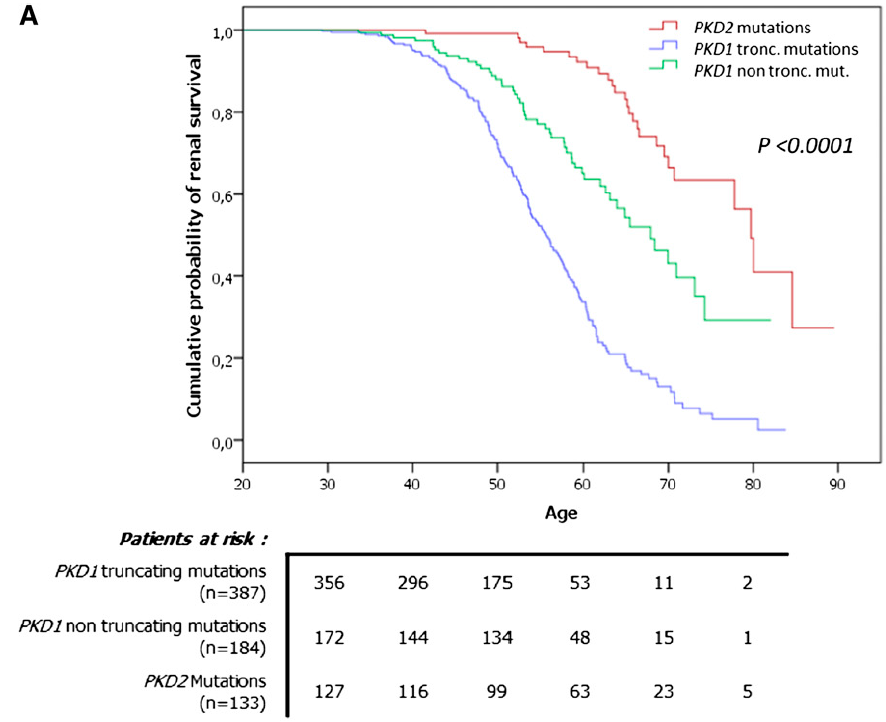 A
PKD2 mutations
PKD1 tronc. mutations
PKD1 non tronc. mut.
P <0.0001
Cumulative probability of renal survival
1,0
0,8
0,6
0,4
0,2
0,0
20 30 40 50 60 70 80 90
Age
Patients at risk :
PKD1 truncating mutations
(n=387)
356 296 175 53 11 2
PKD1 non truncating mutations
(n=184)
172 144 134 48 15 1
PKD2 Mutations
(n=133)
127 116 99 63 23 5